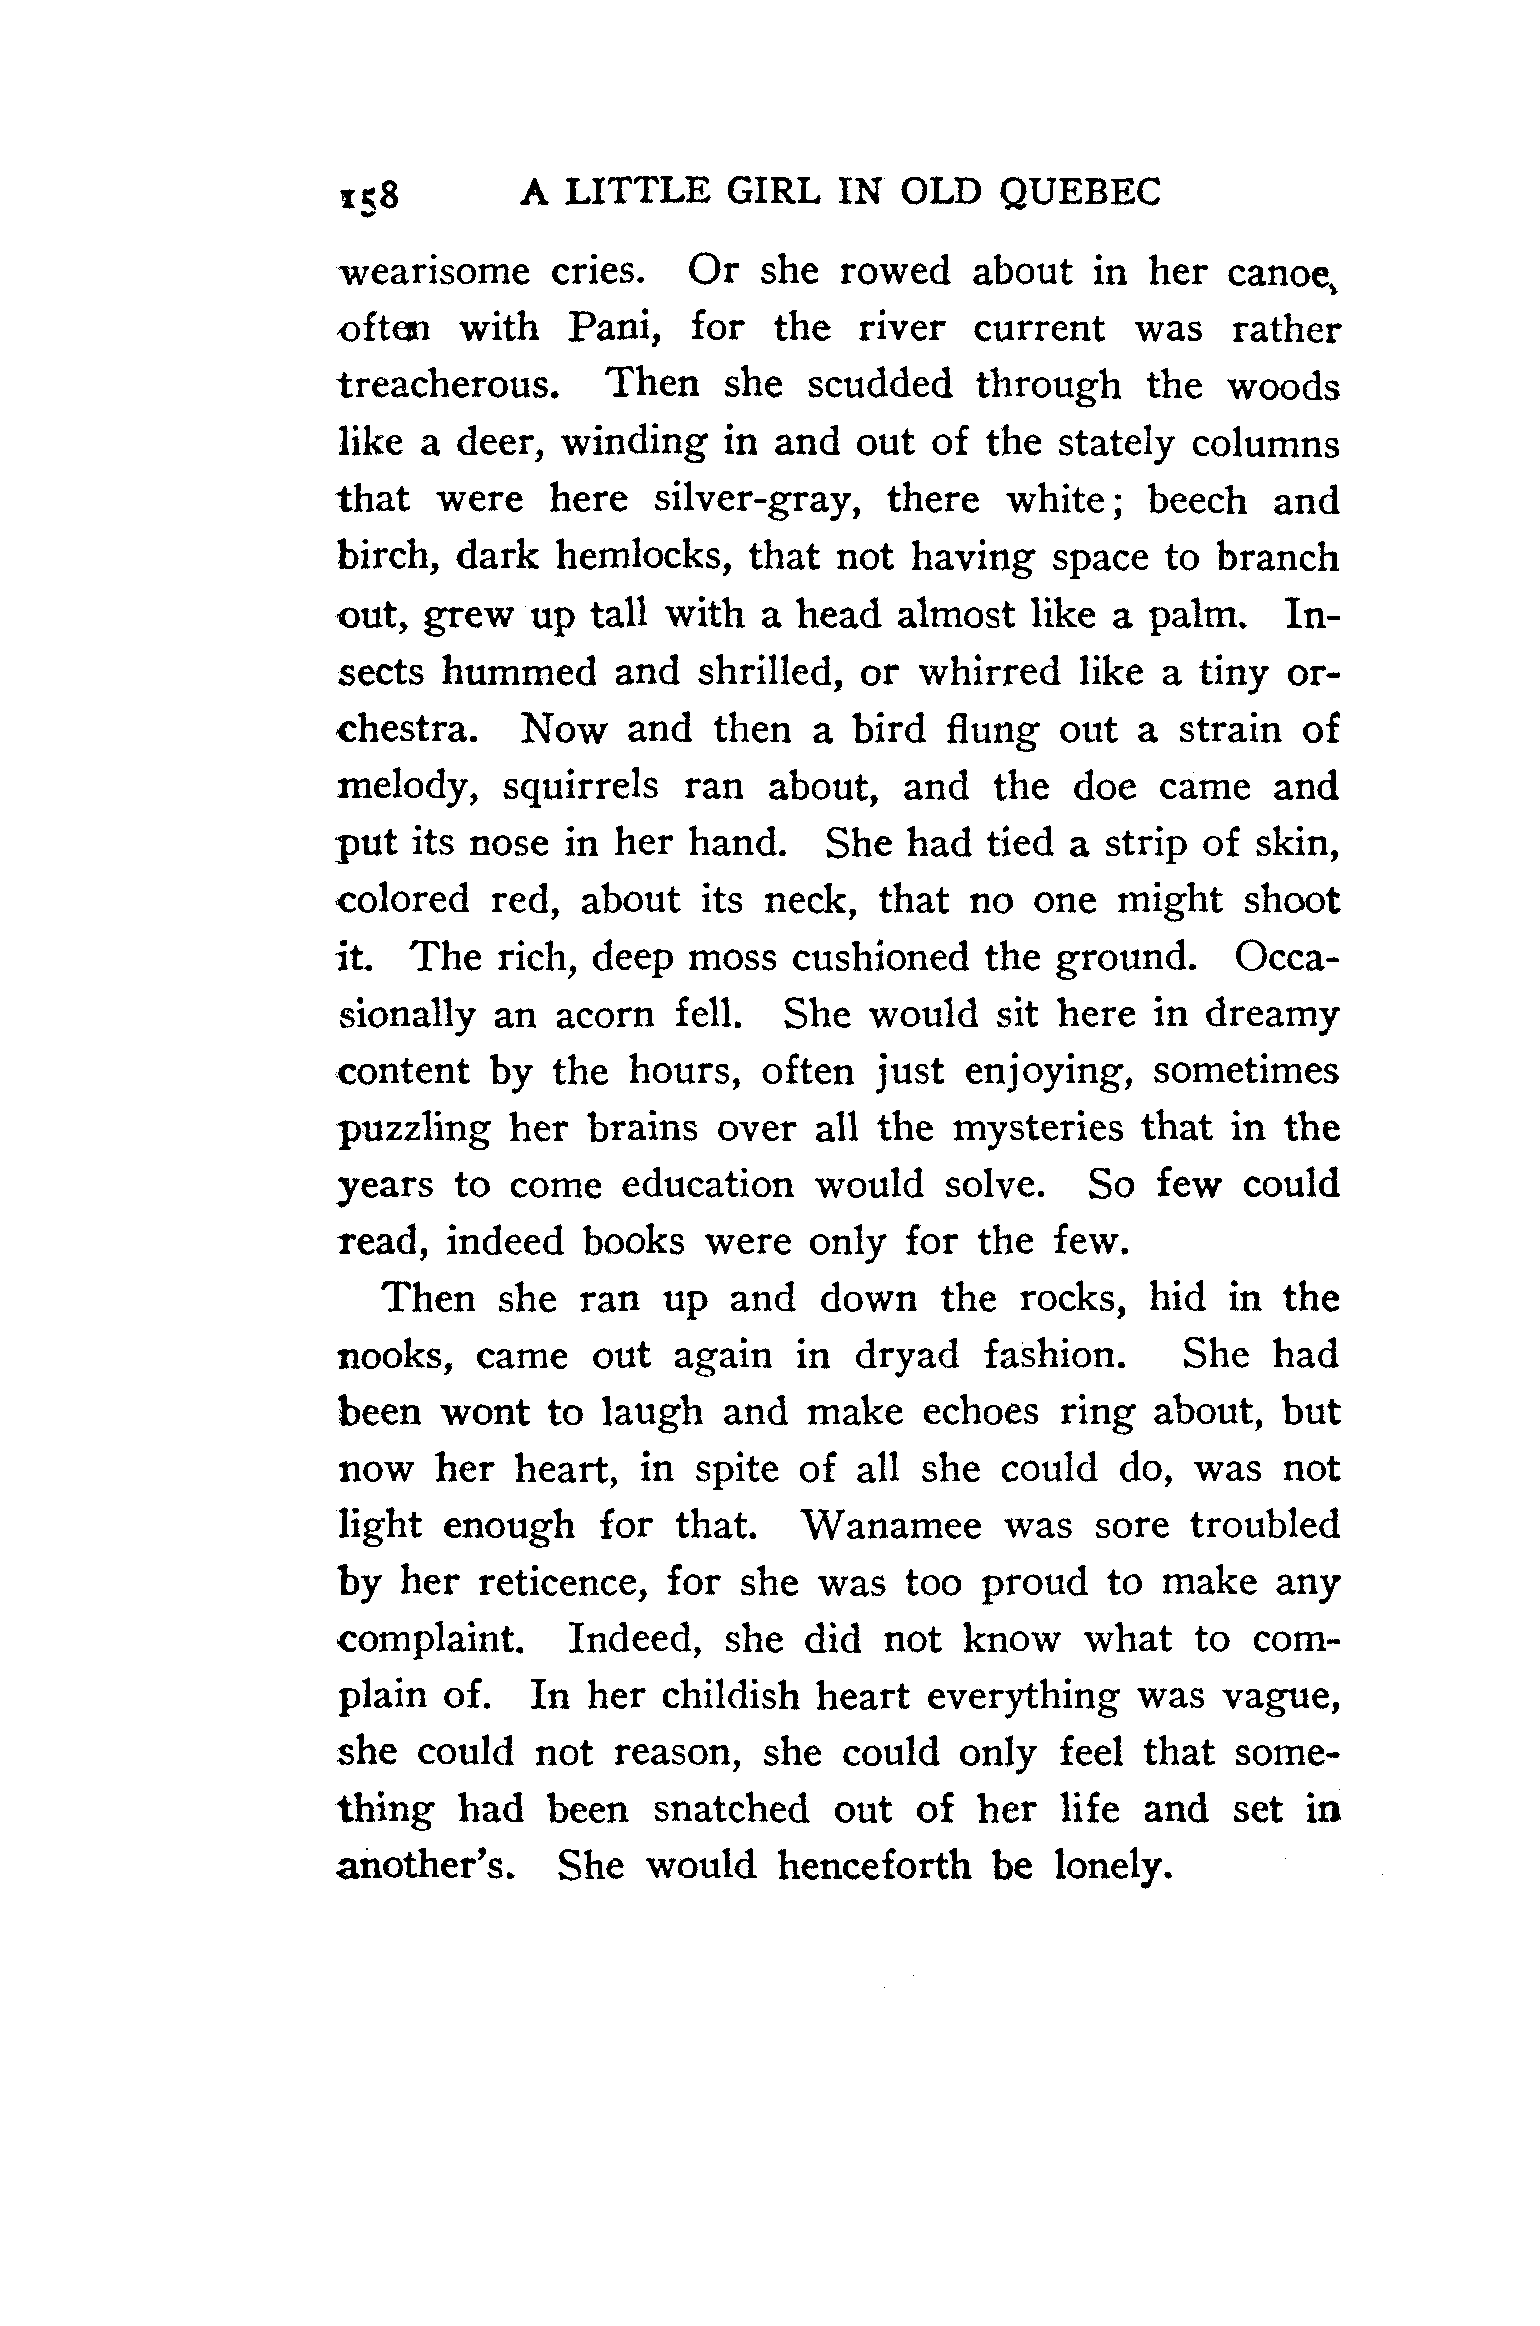 158 A LITTLE GIRL IN OLD QUEBEC
wearisome cries. Or she rowed about in her canoe,
often with Pani, for the river current was rather
treacherous. Then she scudded through the woods
like a deer, winding in and out of the stately columns
that were here silver-gray, there white; beech and
birch, dark hemlocks, that not having space to branch
out, grew up tall with a head almost like a palm. In-
sects hummed and shrilled, or whirred like a tiny or-
chestra. Now and then a bird flung out a strain of
melody, squirrels ran about, and the doe came and
put its nose in her hand. She had tied a strip of skin,
colored red, about its neck, that no one might shoot
it. The rich, deep moss cushioned the ground. Occa-
sionally an acorn fell. She would sit here in dreamy
content by the hours, often just enjoying, sometimes
puzzling her brains over all the mysteries that in the
years to come education would solve. So few could
read, indeed books were only for the few.
Then she ran up and down the rocks, hid in the
nooks, came out again in dryad fashion. She had
been wont to laugh and make echoes ring about, but
now her heart, in spite of all she could do, was not
light enough for that. Wanamee was sore troubled
by her reticence, for she was too proud to make any
complaint. Indeed, she did not know what to com-
plain of. In her childish heart everything was vague,
she could not reason, she could only feel that some-
thing had been snatched out of her life and set in
another's. She would henceforth be lonely.